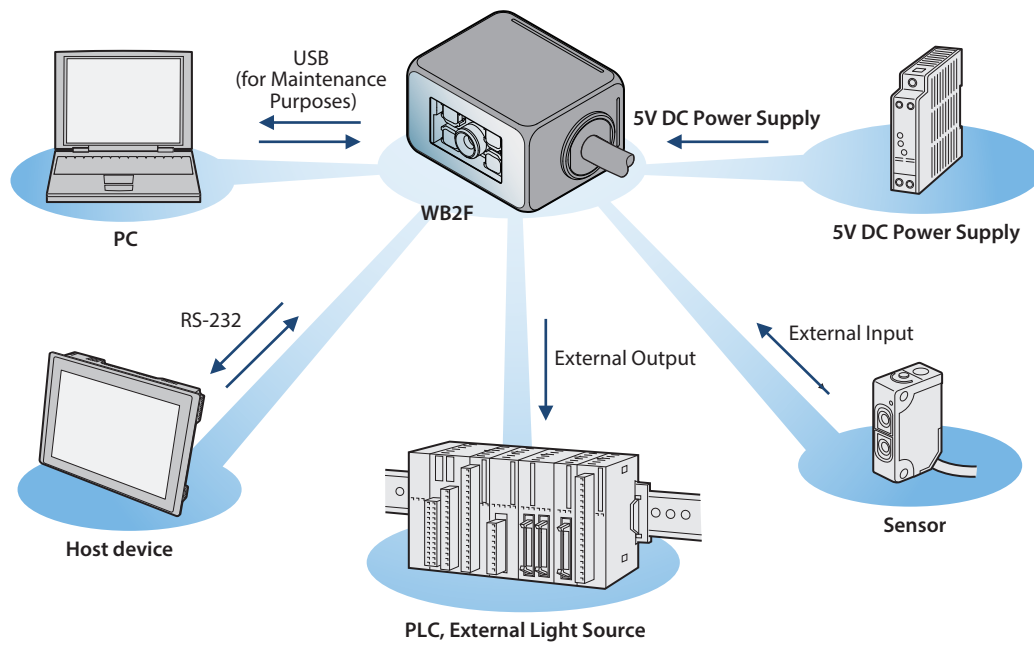 USB
(for Maintenance
Purposes)
5V DC Power Supply
WB2F
PC
5V DC Power Supply
RS-232
External Input
External Output
Sensor
Host device
PLC, External Light Source